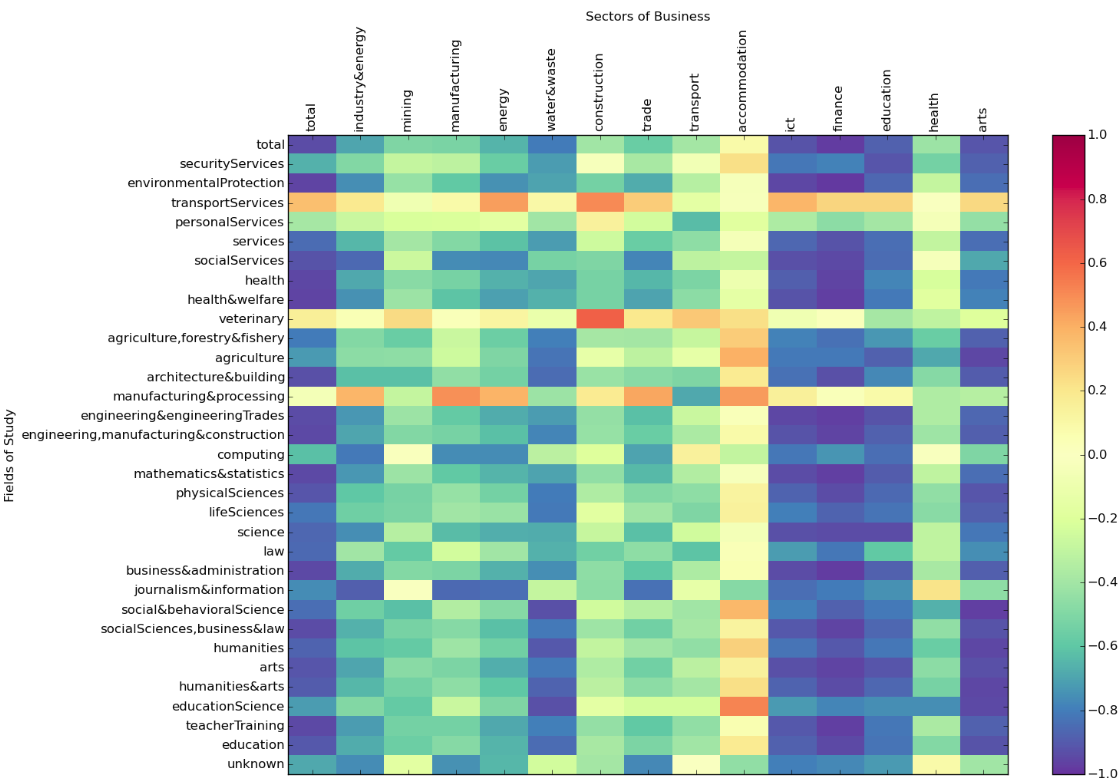 Sectors of Business
total
industry&energy
mining
manufacturing
energy
water&waste
construction
trade
transport
accommodation
ict
finance
education
health
arts
Fields of Study
total
securityServices
environmentalProtection
transportServices
personalServices
services
socialServices
health
health&welfare
veterinary
agriculture,forestry&fishery
agriculture
architecture&building
manufacturing&processing
engineering&engineeringTrades
engineering,manufacturing&construction
computing
mathematics&statistics
physicalSciences
lifeSciences
science
law
business&administration
journalism&information
social&behavioralScience
socialSciences,business&law
humanities
arts
humanities&arts
educationScience
teacherTraining
education
unknown
1.0
0.8
0.6
0.4
0.2
0.0
−0.2
−0.4
−0.6
−0.8
−1.0